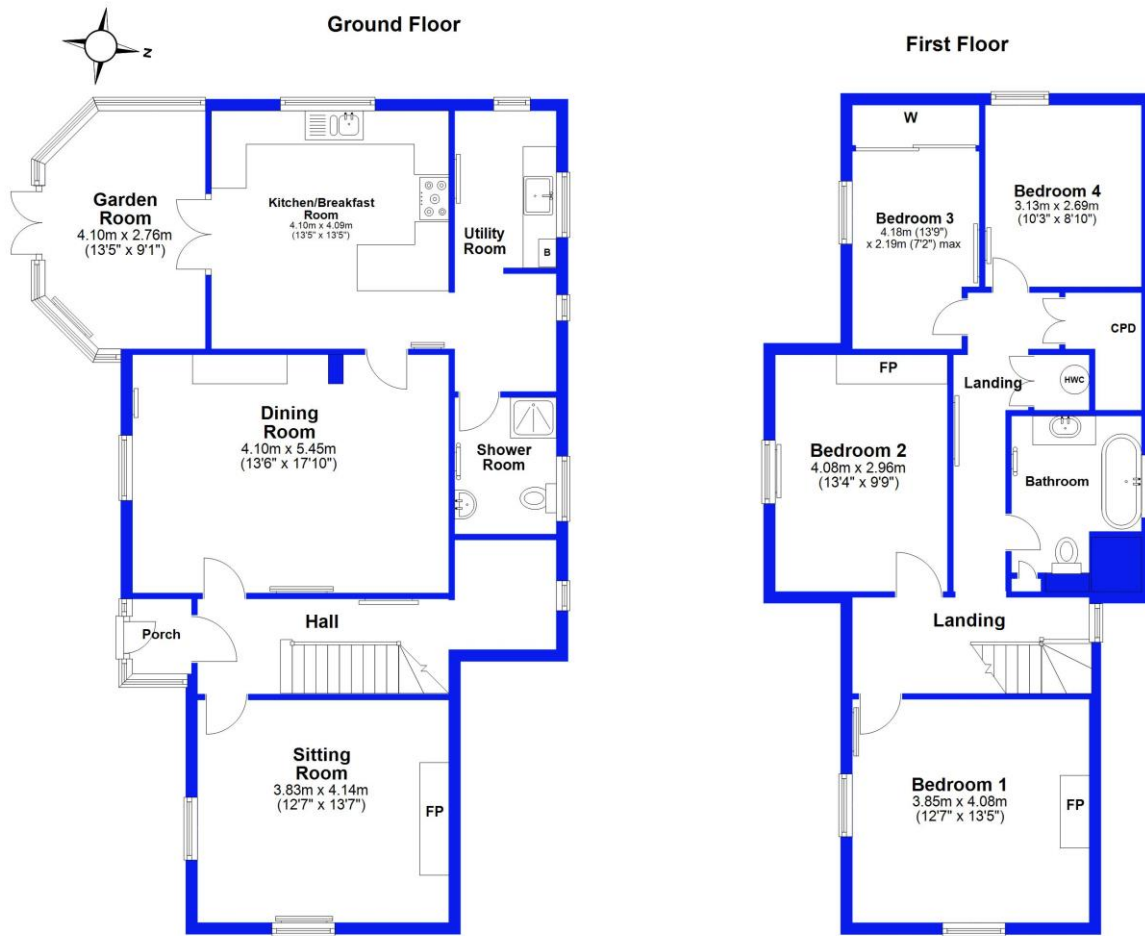 Ground Floor
N
Garden
Room
4.10m x 2.76m
(13'5" x 9'1")
Kitchen/Breakfast
Room
4.10m x 4.09m
(13'5" x 13'5")
Utility
Room
B
Dining
Room
4.10m x 5.45m
(13'6" x 17'10")
Shower
Room
Porch
Hall
Sitting
Room
3.83m x 4.14m
(12'7" x 13'7")
FP
First Floor
W
Bedroom 3
4.18m (13'9")
x 2.19m (7'2") max
Bedroom 4
3.13m x 2.69m
(10'3" x 8'10")
CPD
FP
Landing
HWC
Bedroom 2
4.08m x 2.96m
(13'4" x 9'9")
Bathroom
Landing
Bedroom 1
3.85m x 4.08m
(12'7" x 13'5")
FP